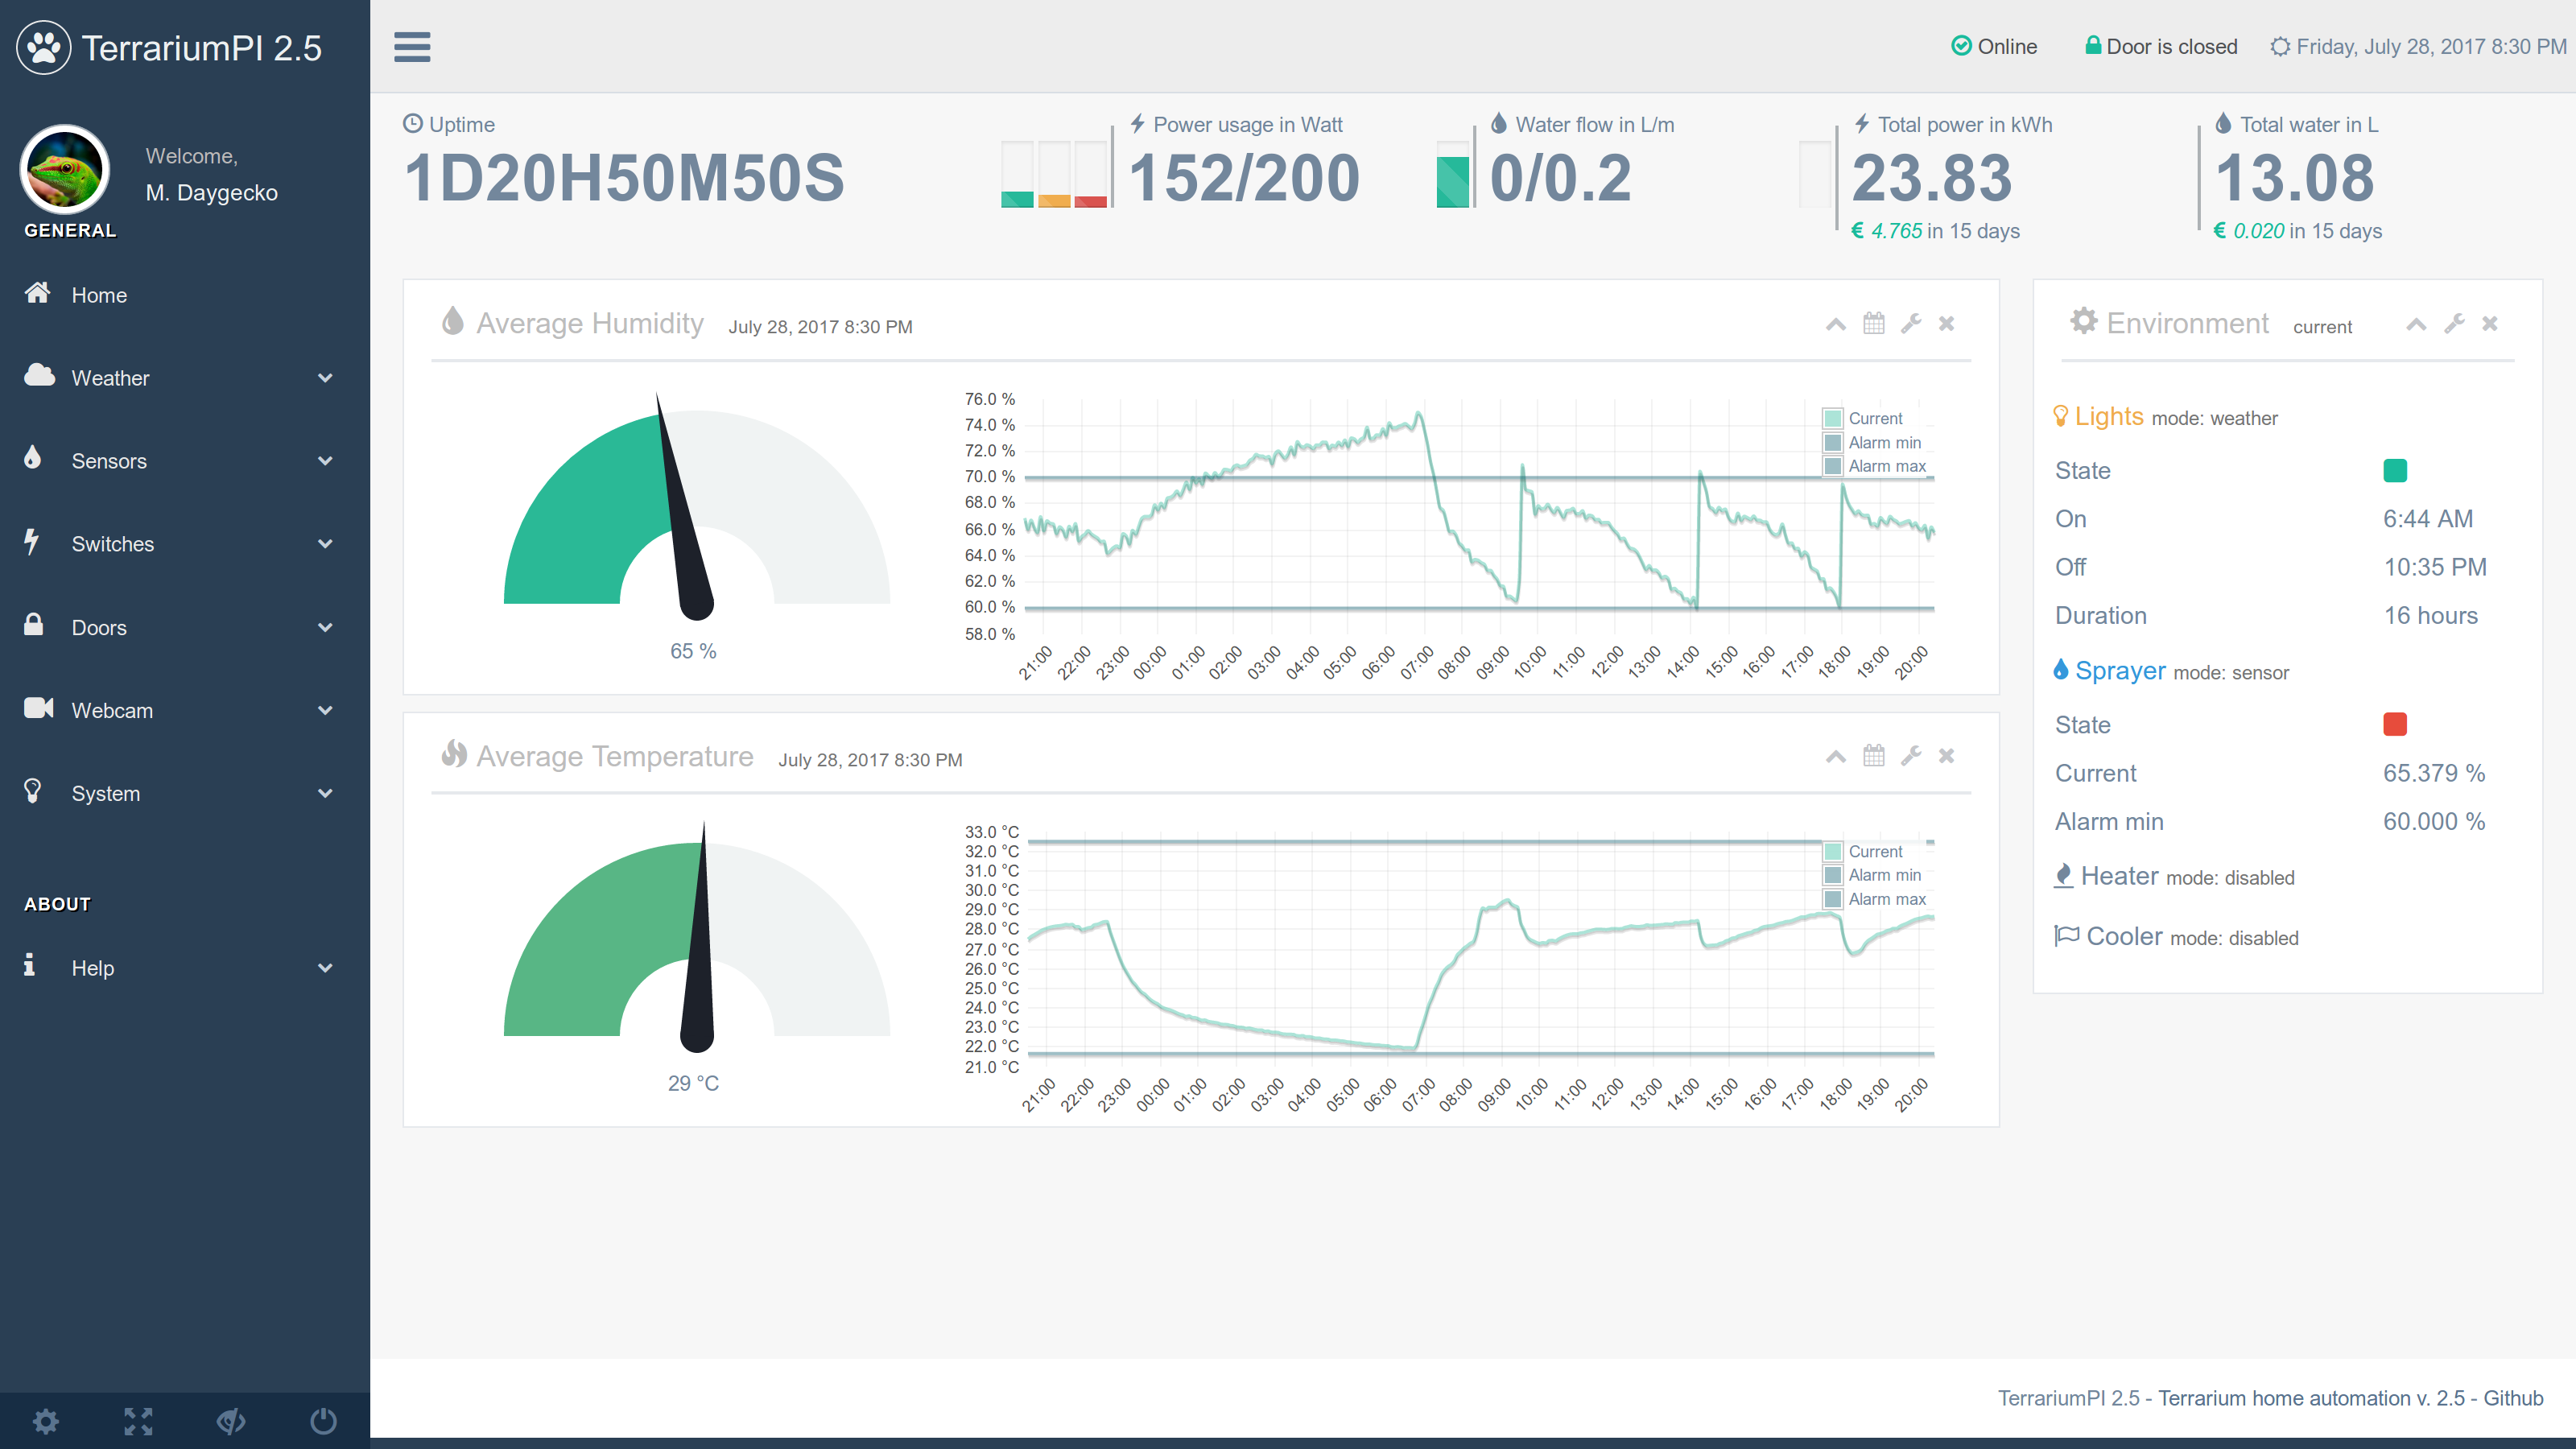 TerrariumPI 2.5
Online
Door is closed
Friday, July 28, 2017 8:30 PM
Welcome,
M. Daygecko
GENERAL
Home
Weather
Sensors
Switches
Doors
Webcam
System
ABOUT
Help
Uptime
1D20H50M50S
Power usage in Watt
152/200
Water flow in L/m
0/0.2
Total power in kWh
23.83
€ 4.765 in 15 days
Total water in L
13.08
€ 0.020 in 15 days
Average Humidity July 28, 2017 8:30 PM
65 %
76.0 %
74.0 %
72.0 %
70.0 %
68.0 %
66.0 %
64.0 %
62.0 %
60.0 %
58.0 %
Current
Alarm min
Alarm max
21:00 22:00 23:00 00:00 01:00 02:00 03:00 04:00 05:00 06:00 07:00 08:00 09:00 10:00 11:00 12:00 13:00 14:00 15:00 16:00 17:00 18:00 19:00 20:00
Average Temperature July 28, 2017 8:30 PM
29 °C
33.0 °C
32.0 °C
31.0 °C
30.0 °C
29.0 °C
28.0 °C
27.0 °C
26.0 °C
25.0 °C
24.0 °C
23.0 °C
22.0 °C
21.0 °C
Current
Alarm min
Alarm max
21:00 22:00 23:00 00:00 01:00 02:00 03:00 04:00 05:00 06:00 07:00 08:00 09:00 10:00 11:00 12:00 13:00 14:00 15:00 16:00 17:00 18:00 19:00 20:00
Environment current
Lights mode: weather
State
On 6:44 AM
Off 10:35 PM
Duration 16 hours
Sprayer mode: sensor
State
Current 65.379 %
Alarm min 60.000 %
Heater mode: disabled
Cooler mode: disabled
TerrariumPI 2.5 - Terrarium home automation v. 2.5 - Github